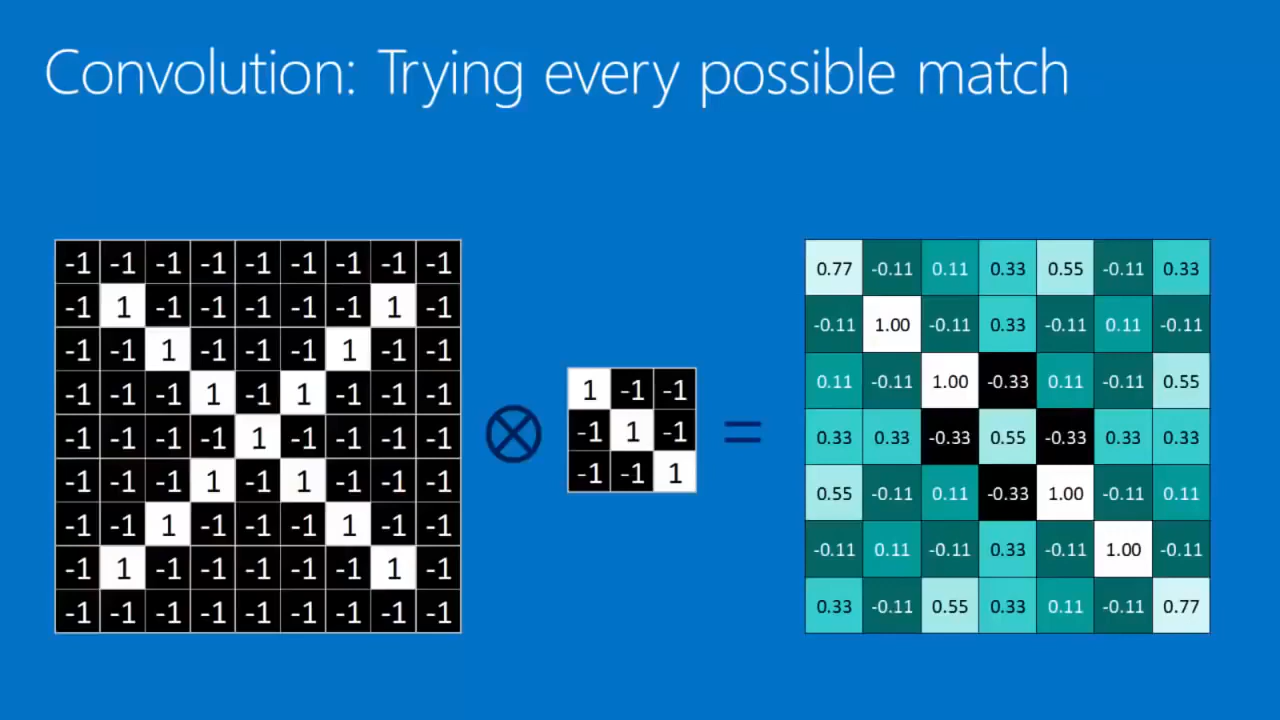 Convolution: Trying every possible match
-1 -1 -1 -1 -1 -1 -1 -1 -1
-1 1 -1 -1 -1 -1 -1 1 -1
-1 -1 1 -1 -1 -1 1 -1 -1
-1 -1 -1 1 -1 1 -1 -1 -1
-1 -1 -1 -1 1 -1 -1 -1 -1
-1 -1 -1 1 -1 1 -1 -1 -1
-1 -1 1 -1 -1 -1 1 -1 -1
-1 1 -1 -1 -1 -1 -1 1 -1
-1 -1 -1 -1 -1 -1 -1 -1 -1
⊗
1 -1 -1
-1 1 -1
-1 -1 1
=
0.77 -0.11 0.11 0.33 0.55 -0.11 0.33
-0.11 1.00 -0.11 0.33 -0.11 0.11 -0.11
0.11 -0.11 1.00 -0.33 0.11 -0.11 0.55
0.33 0.33 -0.33 0.55 -0.33 0.33 0.33
0.55 -0.11 0.11 -0.33 1.00 -0.11 0.11
-0.11 0.11 -0.11 0.33 -0.11 1.00 -0.11
0.33 -0.11 0.55 0.33 0.11 -0.11 0.77